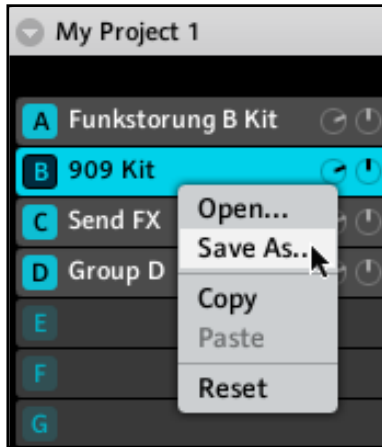 My Project 1
A Funkstorung B Kit
B 909 Kit
Open...
C Send FX
Save As...
D Group D
Copy
E
Paste
F
Reset
G